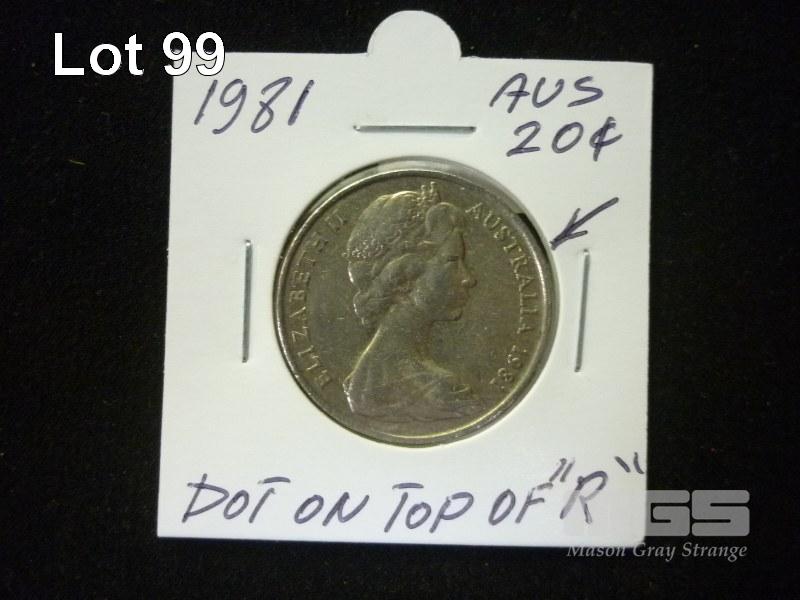 Lot 99
1981
AUS
20¢
ELIZABETH II
AUSTRALIA 1981
DOT ON TOP OF "R"
MGS
Mason Gray Strange